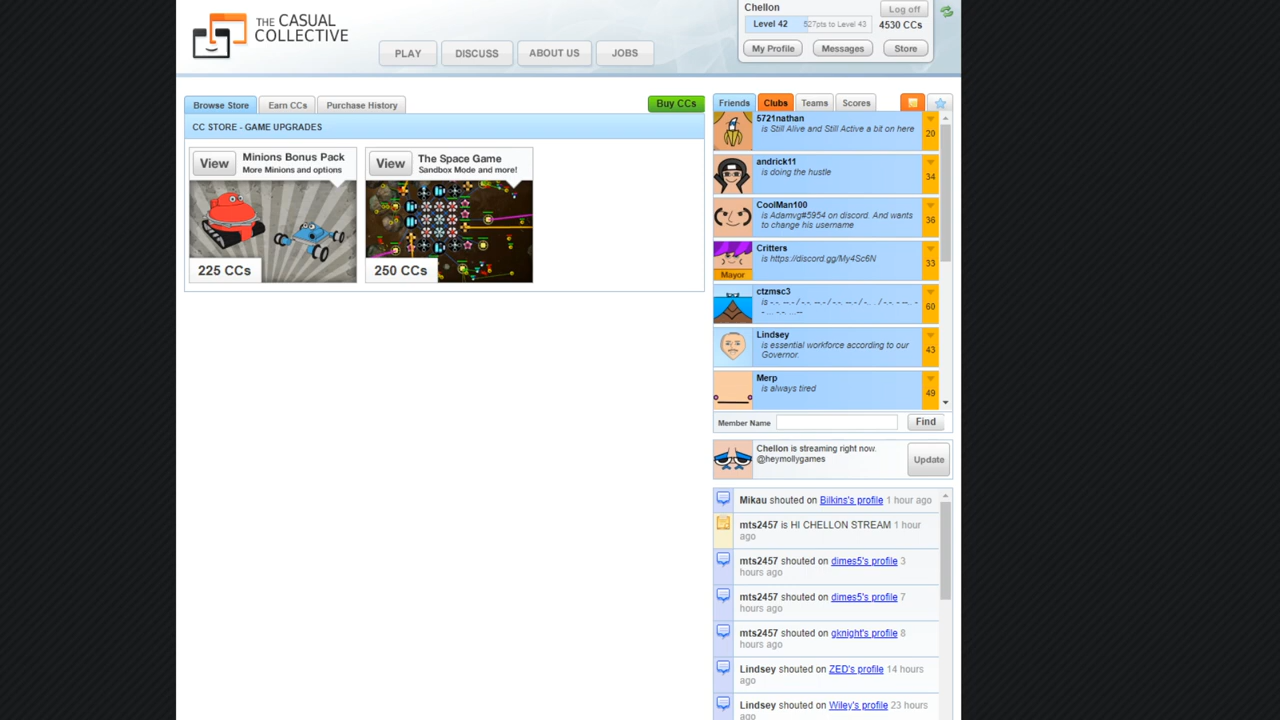 THE CASUAL
COLLECTIVE
PLAY
DISCUSS
ABOUT US
JOBS
Chellon
Log off
Level 42
527pts to Level 43
4530 CCs
My Profile
Messages
Store
Browse Store
Earn CCs
Purchase History
Buy CCs
CC STORE - GAME UPGRADES
View
Minions Bonus Pack
More Minions and options
225 CCs
View
The Space Game
Sandbox Mode and more!
250 CCs
Friends
Clubs
Teams
Scores
5721nathan
is Still Alive and Still Active a bit on here
20
andrick11
is doing the hustle
34
CoolMan100
is Adamvg#5954 on discord. And wants
to change his username
36
Critters
is https://discord.gg/My4Sc6N
Mayor
33
ctzmsc3
60
Lindsey
is essential workforce according to our
Governor.
43
Merp
is always tired
49
Member Name
Find
Chellon is streaming right now.
@heymollygames
Update
Mikau shouted on Bilkins's profile 1 hour ago
mts2457 is HI CHELLON STREAM 1 hour
ago
mts2457 shouted on dimes5's profile 3
hours ago
mts2457 shouted on dimes5's profile 7
hours ago
mts2457 shouted on gknight's profile 8
hours ago
Lindsey shouted on ZED's profile 14 hours
ago
Lindsey shouted on Wiley's profile 23 hours
ago